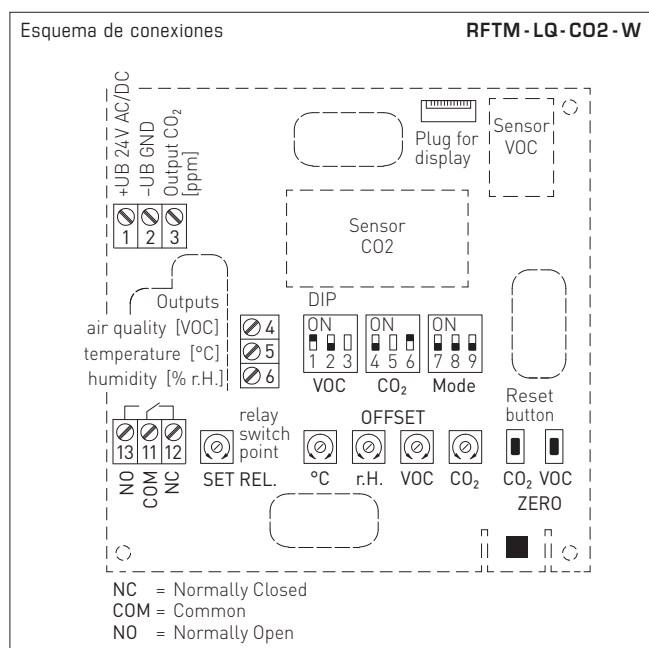 Esquema de conexiones
RFTM-LQ-CO2-W
+UB 24V AC/DC
–UB GND
Output CO₂
[ppm]
1 2 3
Plug for
display
Sensor
VOC
Sensor
CO2
Outputs
air quality [VOC]
temperature [°C]
humidity [% r.H.]
4
5
6
DIP
ON ON ON
1 2 3 4 5 6 7 8 9
VOC CO₂ Mode
relay
switch
point
OFFSET
Reset
button
13 11 12
NO COM NC
SET REL. °C r.H. VOC CO₂ CO₂ VOC
ZERO
NC = Normally Closed
COM = Common
NO = Normally Open